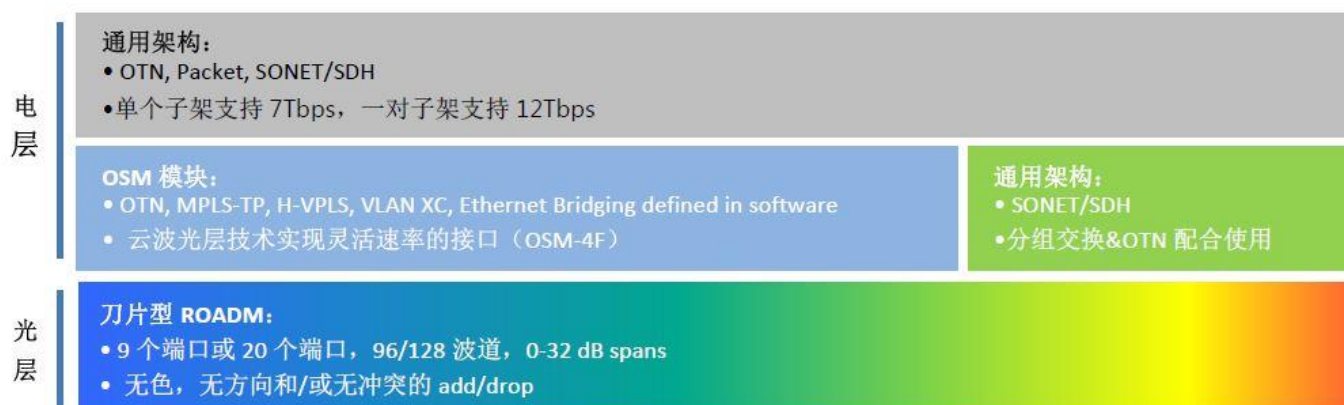 电
层
通用架构：
• OTN, Packet, SONET/SDH
•单个子架支持 7Tbps，一对子架支持 12Tbps
OSM 模块：
• OTN, MPLS-TP, H-VPLS, VLAN XC, Ethernet Bridging defined in software
• 云波光层技术实现灵活速率的接口（OSM-4F）
通用架构：
• SONET/SDH
•分组交换&OTN 配合使用
光
层
刀片型 ROADM：
• 9 个端口或 20 个端口，96/128 波道，0-32 dB spans
• 无色，无方向和/或无冲突的 add/drop